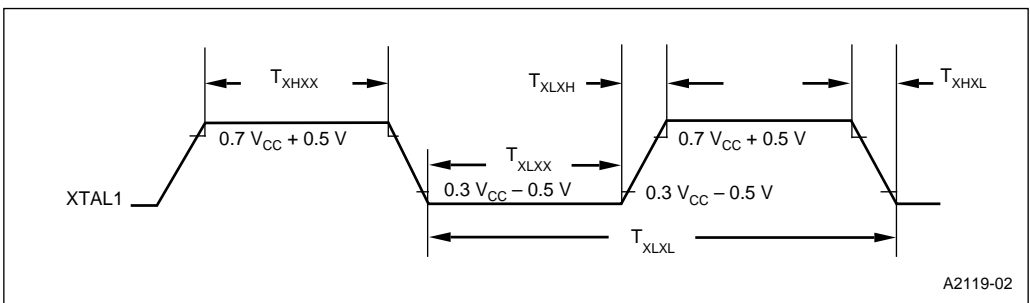 T_XHXX
T_XLXH
T_XHXL
0.7 V_CC + 0.5 V
0.7 V_CC + 0.5 V
T_XLXX
XTAL1
0.3 V_CC – 0.5 V
0.3 V_CC – 0.5 V
T_XLXL
A2119-02